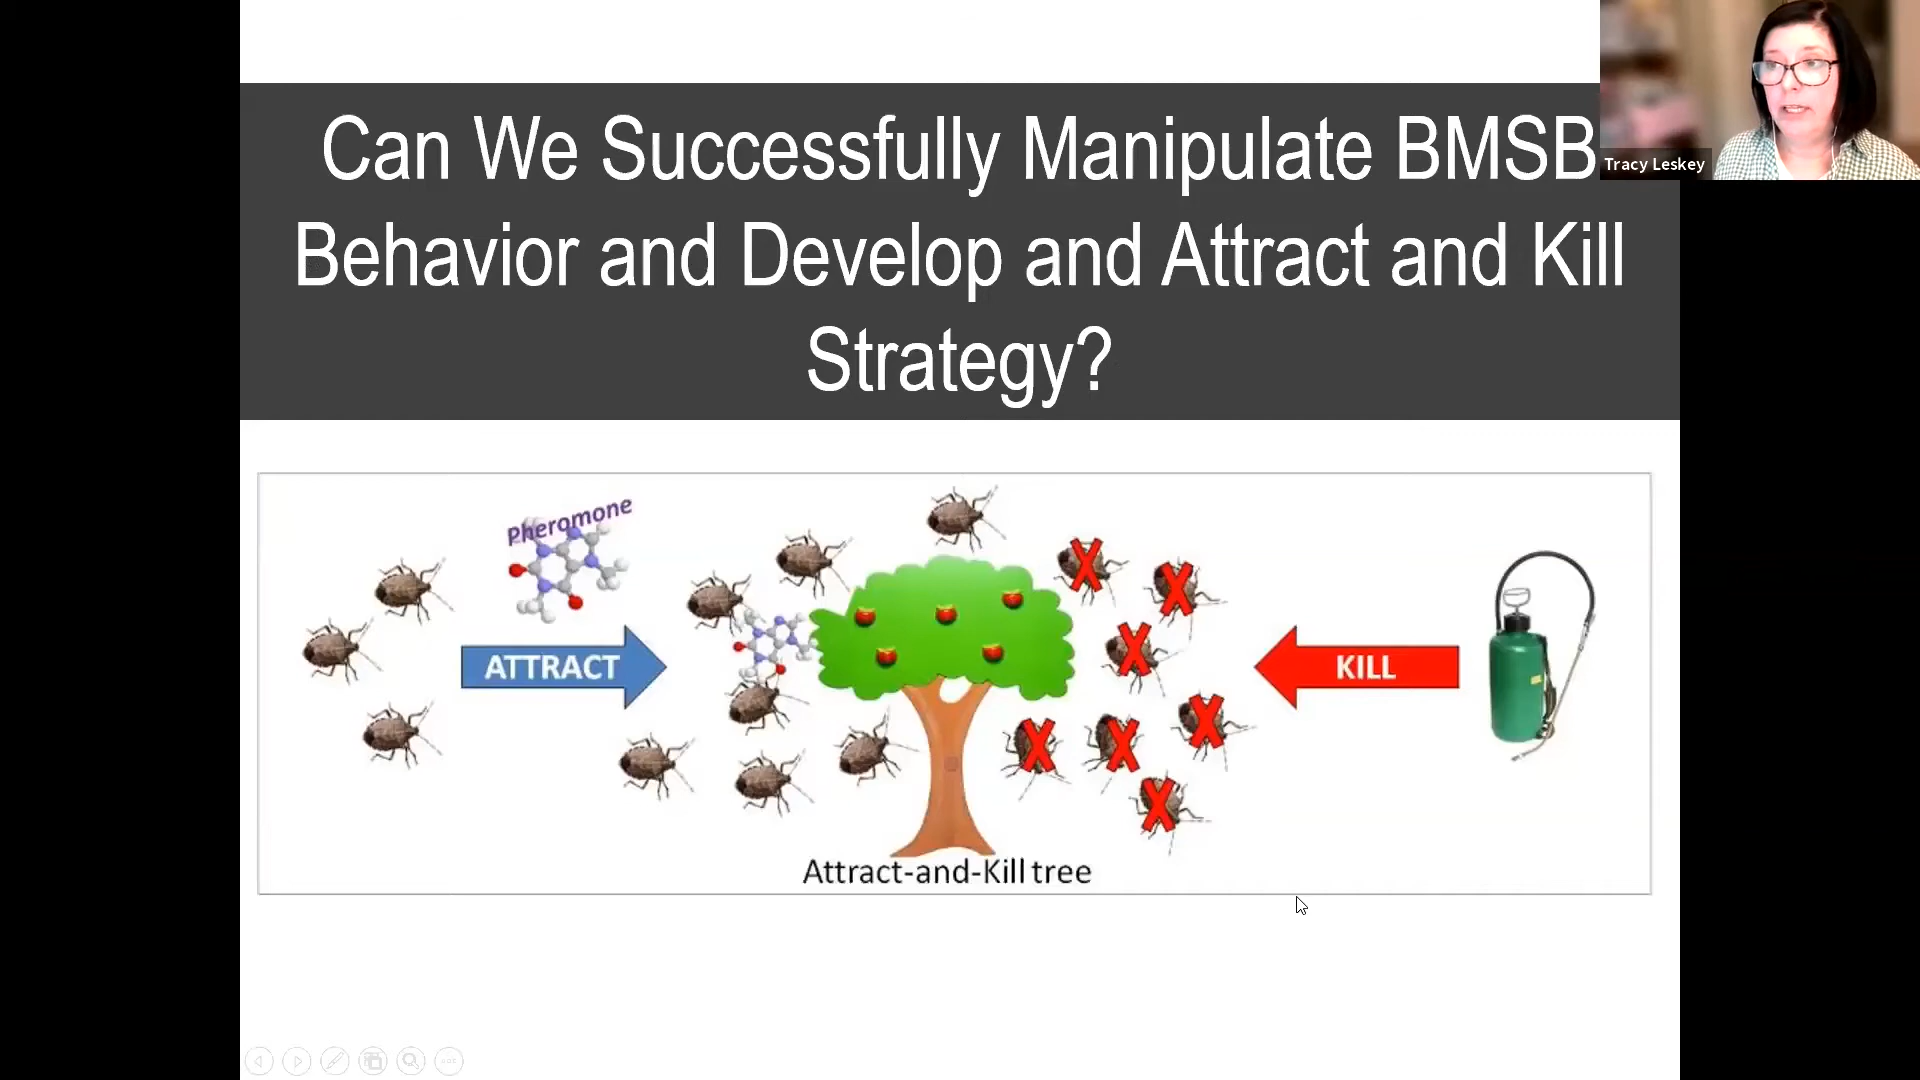 Can We Successfully Manipulate BMSB
Behavior and Develop and Attract and Kill
Strategy?
Tracy Leskey
Pheromone
ATTRACT
KILL
X
X
X
X
X
X
X
Attract-and-Kill tree